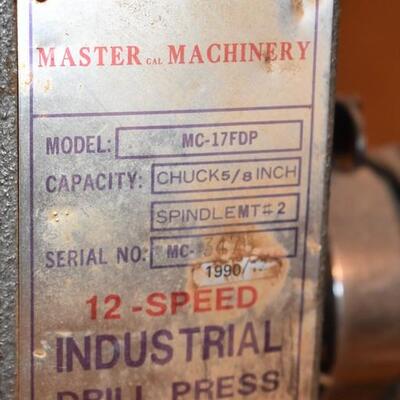 MASTER CAL MACHINERY
MODEL: MC-17FDP
CAPACITY: CHUCK5/8INCH
SPINDLEMT#2
SERIAL NO: MC-
1990/
12-SPEED
INDUSTRIAL
DRILL PRESS